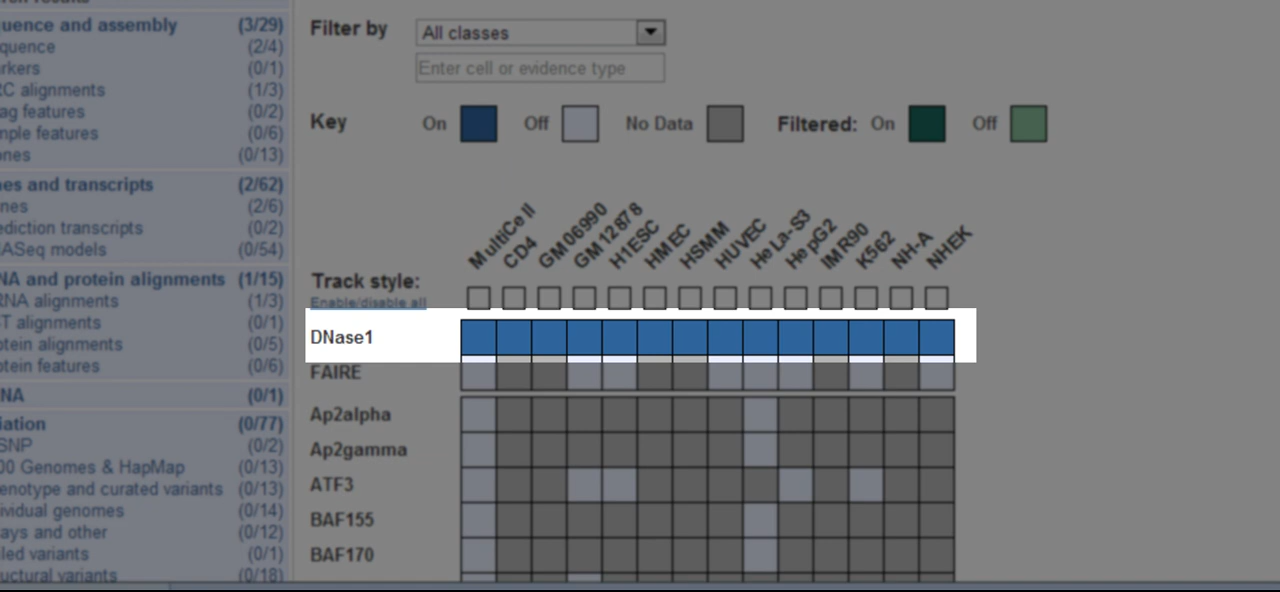 uence and assembly (3/29)
quence (2/4)
rkers (0/1)
RC alignments (1/3)
ag features (0/2)
mple features (0/6)
ones (0/13)
nes and transcripts (2/62)
nes (2/6)
ediction transcripts (0/2)
NASeq models (0/54)
NA and protein alignments (1/15)
RNA alignments (1/3)
T alignments (0/1)
otein alignments (0/5)
otein features (0/6)
NA (0/1)
iation (0/77)
SNP (0/2)
00 Genomes & HapMap (0/13)
enotype and curated variants (0/13)
ividual genomes (0/14)
rays and other (0/12)
iled variants (0/1)
uctural variants (0/18)
Filter by All classes
Enter cell or evidence type
Key On Off No Data Filtered: On Off
MultiCell
CD4
GM06990
GM12878
H1ESC
HMEC
HSMM
HUVEC
HeLa-S3
HepG2
IMR90
K562
NH-A
NHEK
Track style:
Enable/disable all
DNase1
FAIRE
Ap2alpha
Ap2gamma
ATF3
BAF155
BAF170